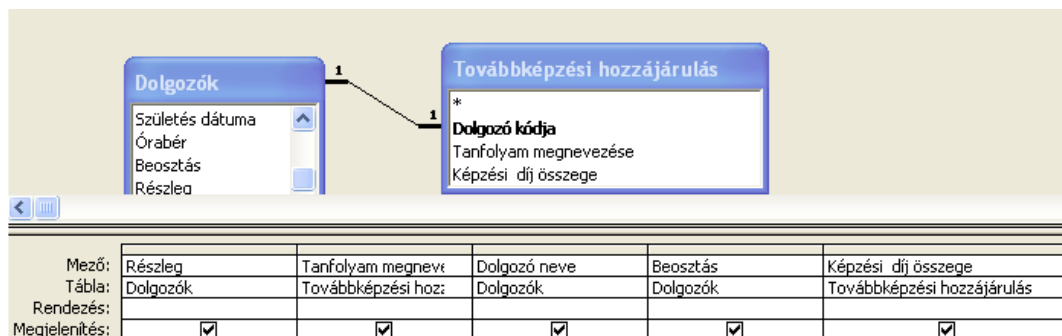 Dolgozók
1
Továbbképzési hozzájárulás
Születés dátuma
Órabér
Beosztás
Részleg
1
*
Dolgozó kódja
Tanfolyam megnevezése
Képzési díj összege
Mező: Részleg Tanfolyam megneve Dolgozó neve Beosztás Képzési díj összege
Tábla: Dolgozók Továbbképzési hozz Dolgozók Dolgozók Továbbképzési hozzájárulás
Rendezés:
Megjelenítés: